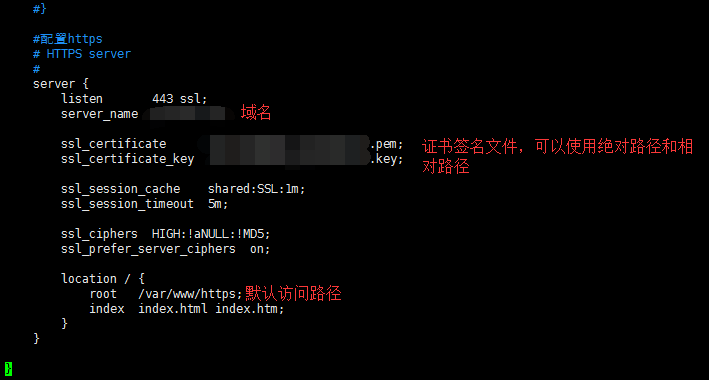 #}
#配置https
# HTTPS server
#
server {
listen 443 ssl;
server_name 域名
ssl_certificate .pem; 证书签名文件，可以使用绝对路径和相
ssl_certificate_key .key; 对路径
ssl_session_cache shared:SSL:1m;
ssl_session_timeout 5m;
ssl_ciphers HIGH:!aNULL:!MD5;
ssl_prefer_server_ciphers on;
location / {
root /var/www/https; 默认访问路径
index index.html index.htm;
}
}
}